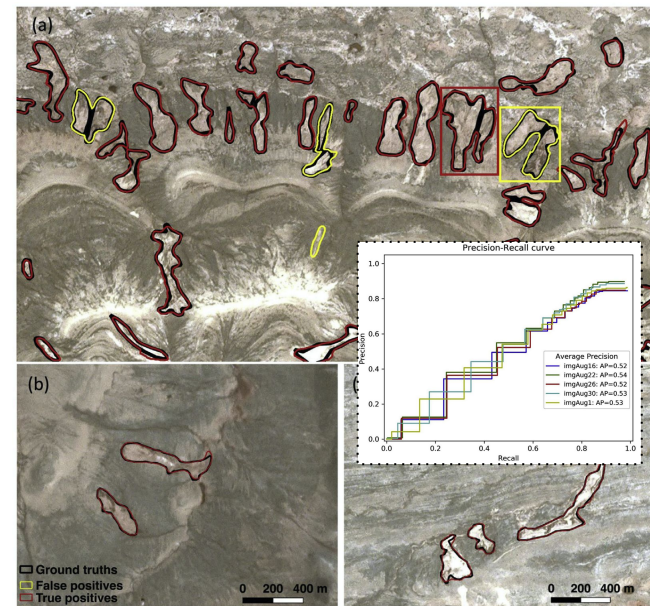 (a)
Precision-Recall curve
1.0
0.8
0.6
0.4
0.2
0.0
Precision
0.0 0.2 0.4 0.6 0.8 1.0
Recall
Average Precision
imgAug16: AP=0.52
imgAug22: AP=0.54
imgAug26: AP=0.52
imgAug30: AP=0.53
imgAug1: AP=0.53
(b)
Ground truths
False positives
True positives
0 200 400 m
0 200 400 m